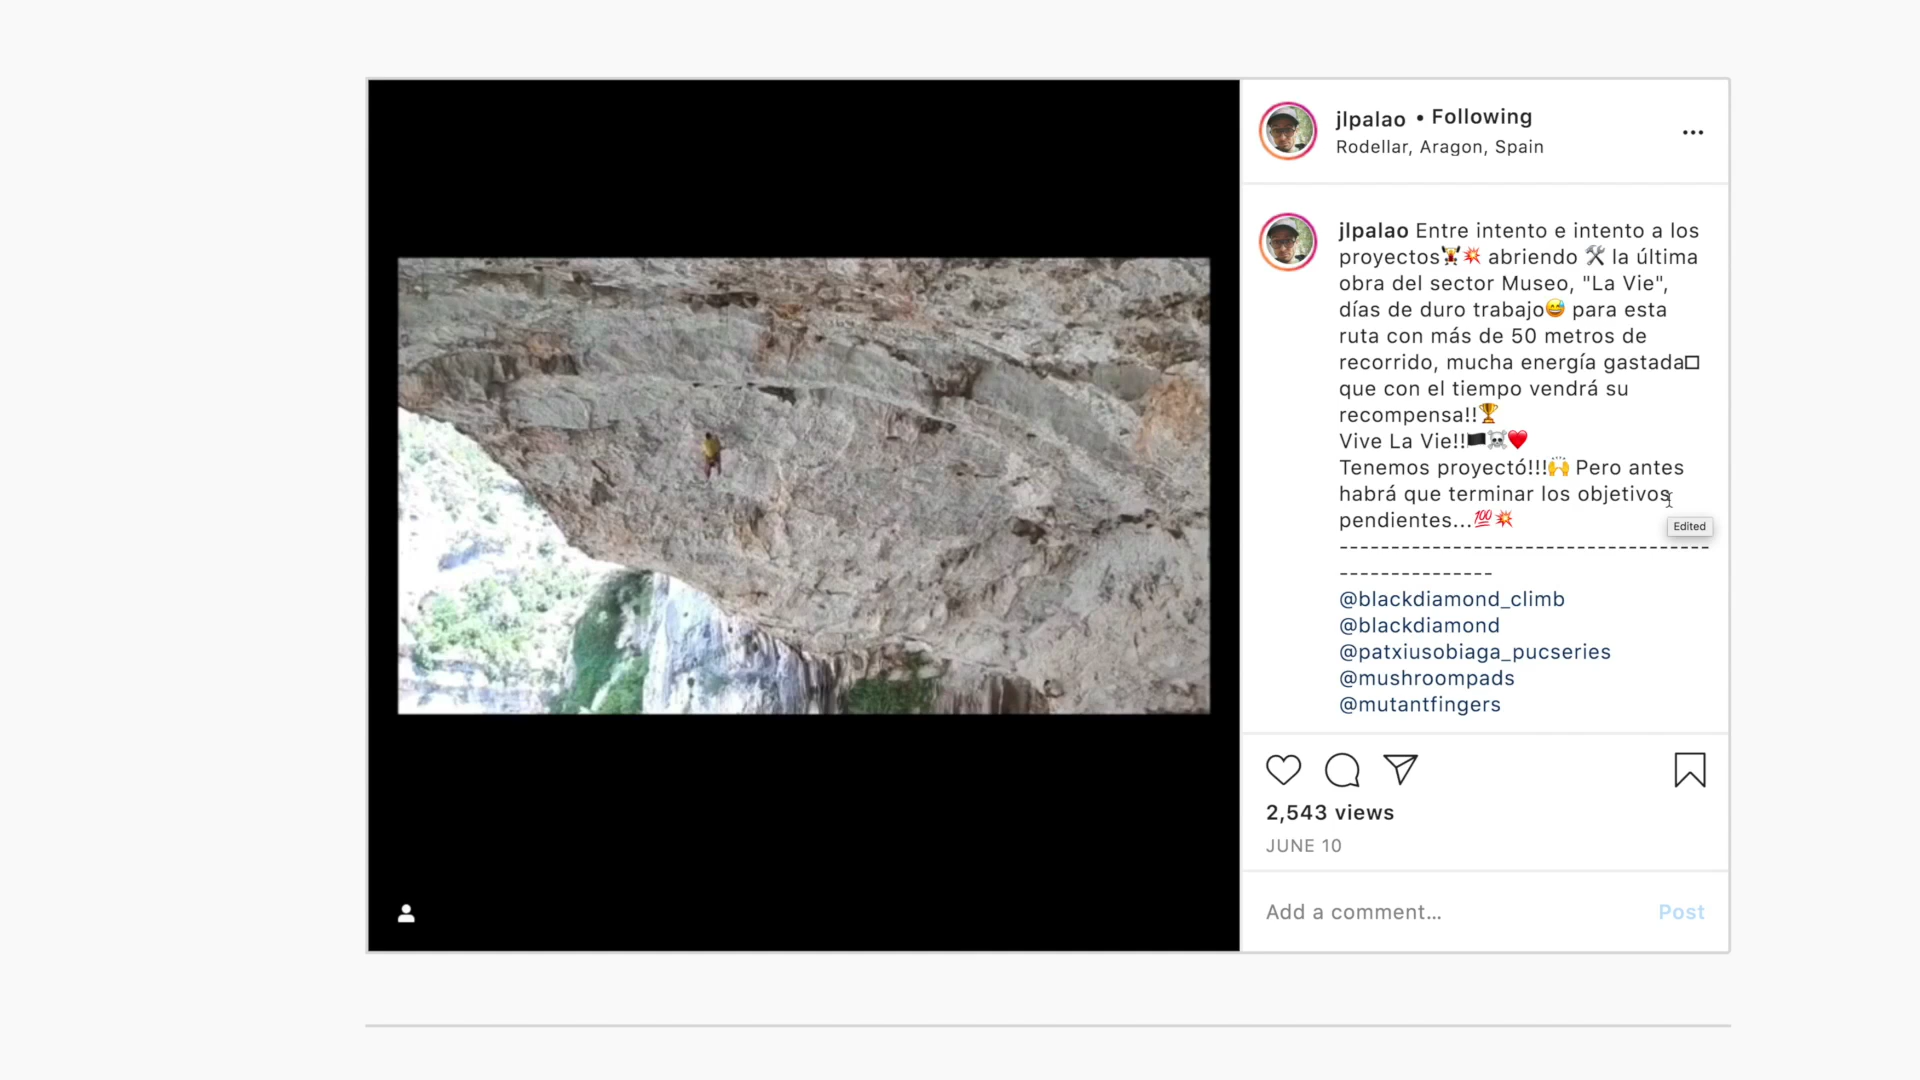 jlpalao • Following
Rodellar, Aragon, Spain
jlpalao Entre intento e intento a los
proyectos🏋💥 abriendo 🛠 la última
obra del sector Museo, "La Vie",
días de duro trabajo😅 para esta
ruta con más de 50 metros de
recorrido, mucha energía gastada□
que con el tiempo vendrá su
recompensa!!🏆
Vive La Vie!!🏴☠️❤️
Tenemos proyectó!!!🙌 Pero antes
habrá que terminar los objetivos
pendientes...💯💥
Edited
------------------------------------
---------------
@blackdiamond_climb
@blackdiamond
@patxiusobiaga_pucseries
@mushroompads
@mutantfingers
2,543 views
JUNE 10
Add a comment...
Post